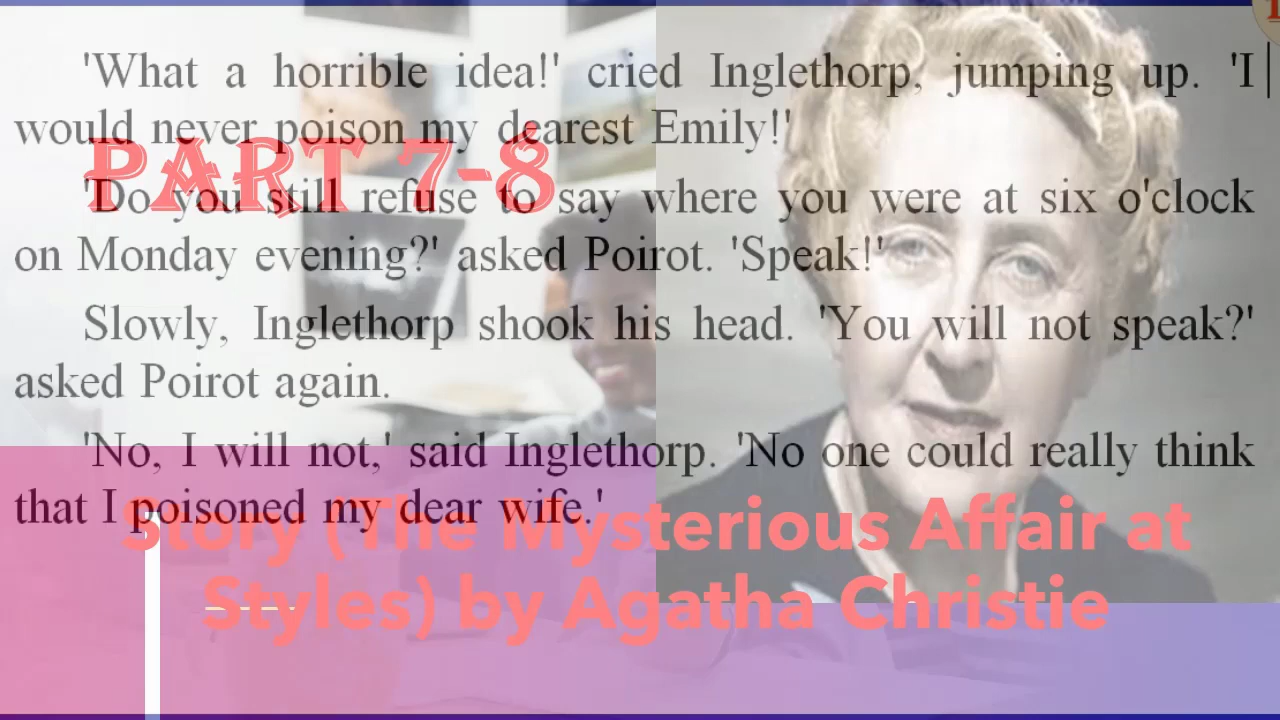 'What a horrible idea!' cried Inglethorp, jumping up. 'I
would never poison my dearest Emily!'
PART 7-8
'Do you still refuse to say where you were at six o'clock
on Monday evening?' asked Poirot. 'Speak!'
Slowly, Inglethorp shook his head. 'You will not speak?'
asked Poirot again.
'No, I will not,' said Inglethorp. 'No one could really think
that I poisoned my dear wife.'
Story (The Mysterious Affair at
Styles) by Agatha Christie